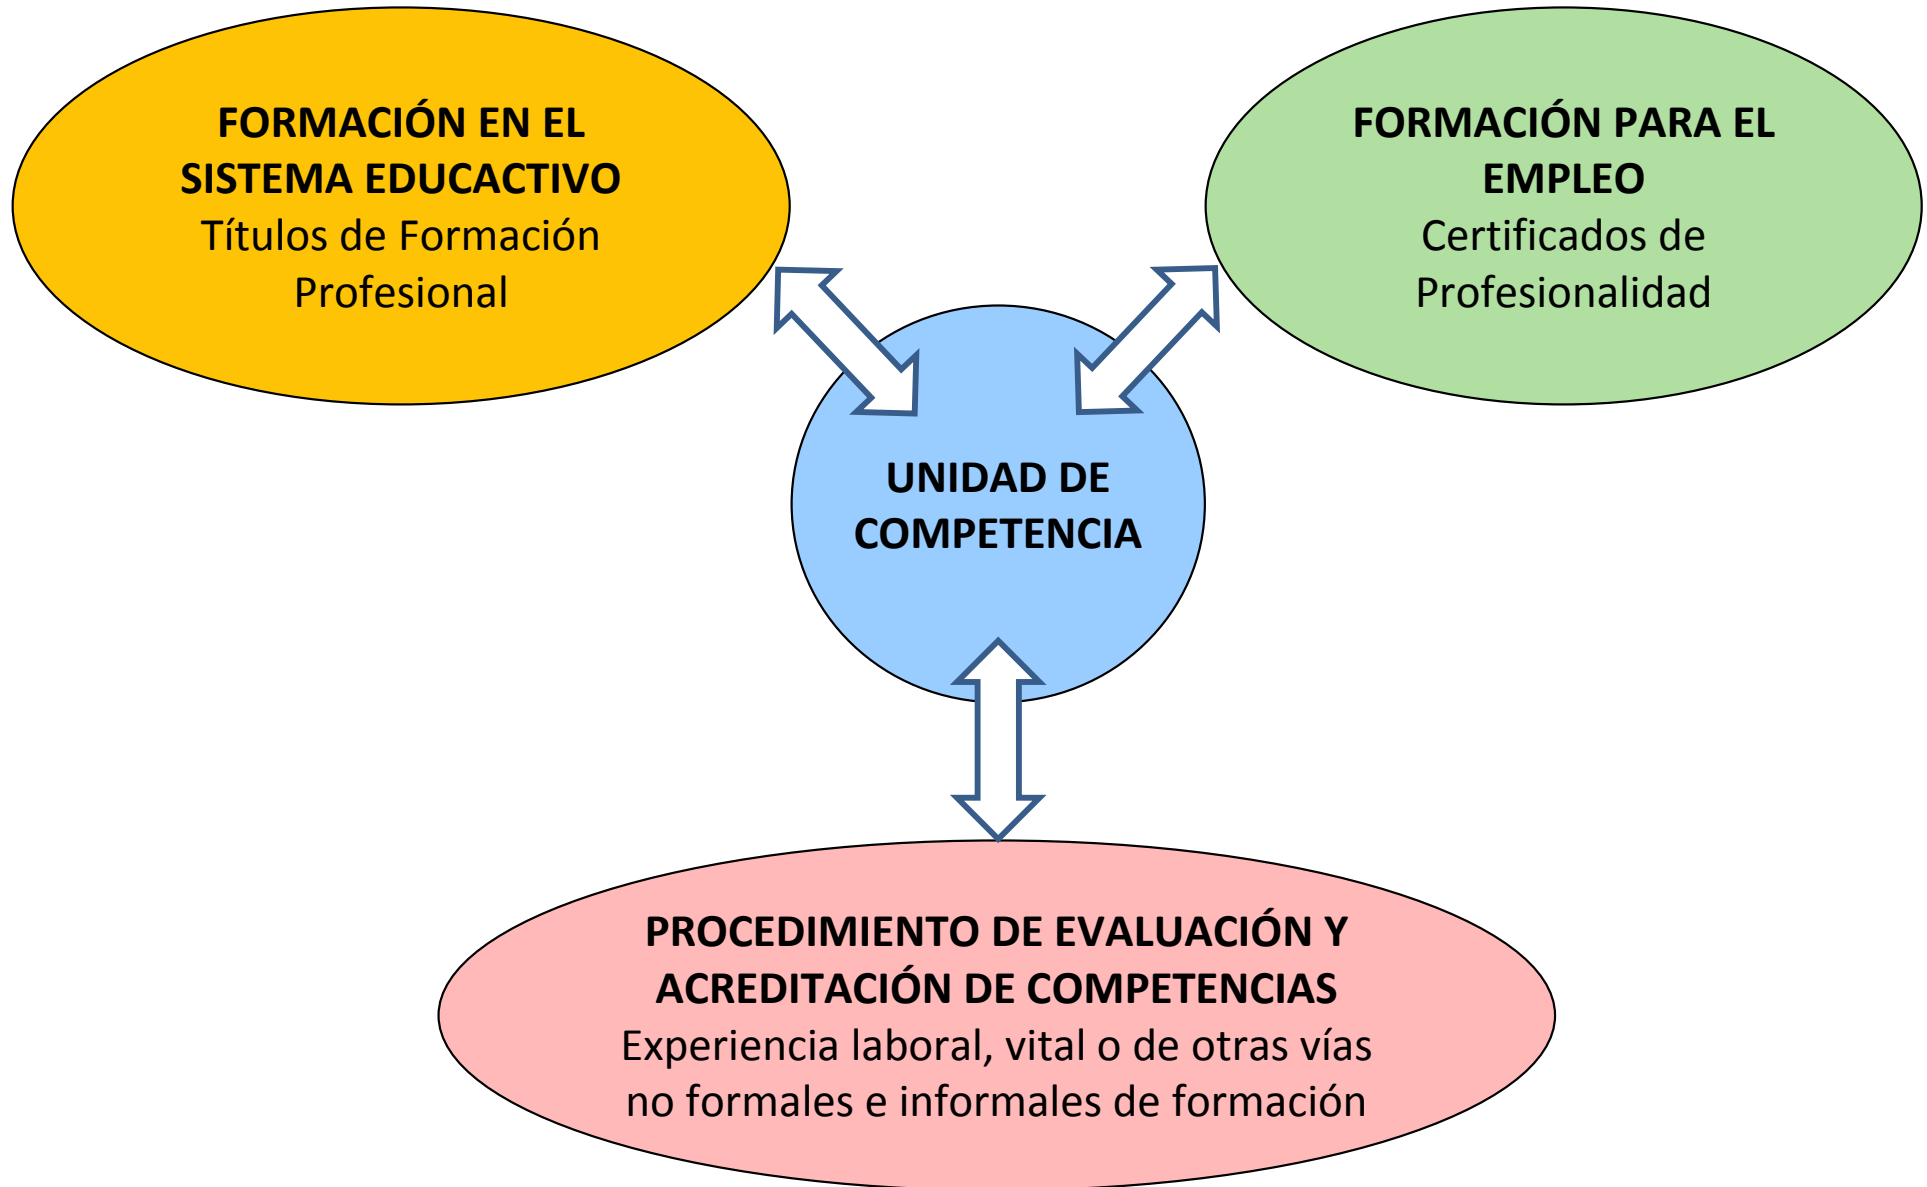 FORMACIÓN EN EL
SISTEMA EDUCACTIVO
Títulos de Formación
Profesional
FORMACIÓN PARA EL
EMPLEO
Certificados de
Profesionalidad
UNIDAD DE
COMPETENCIA
PROCEDIMIENTO DE EVALUACIÓN Y
ACREDITACIÓN DE COMPETENCIAS
Experiencia laboral, vital o de otras vías
no formales e informales de formación